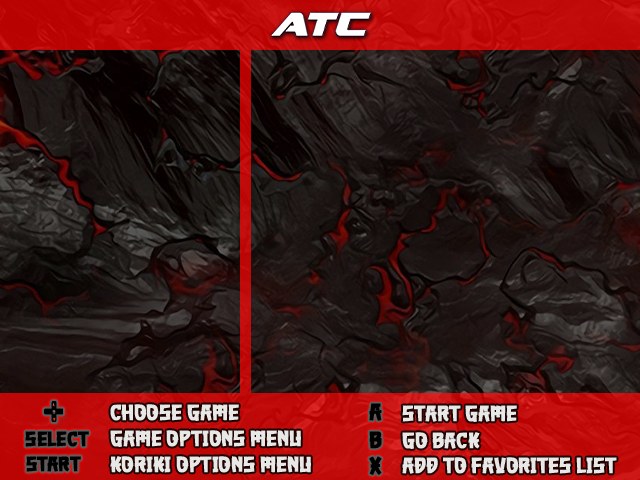 ATC
CHOOSE GAME
SELECT GAME OPTIONS MENU
START KORIKI OPTIONS MENU
A START GAME
B GO BACK
X ADD TO FAVORITES LIST